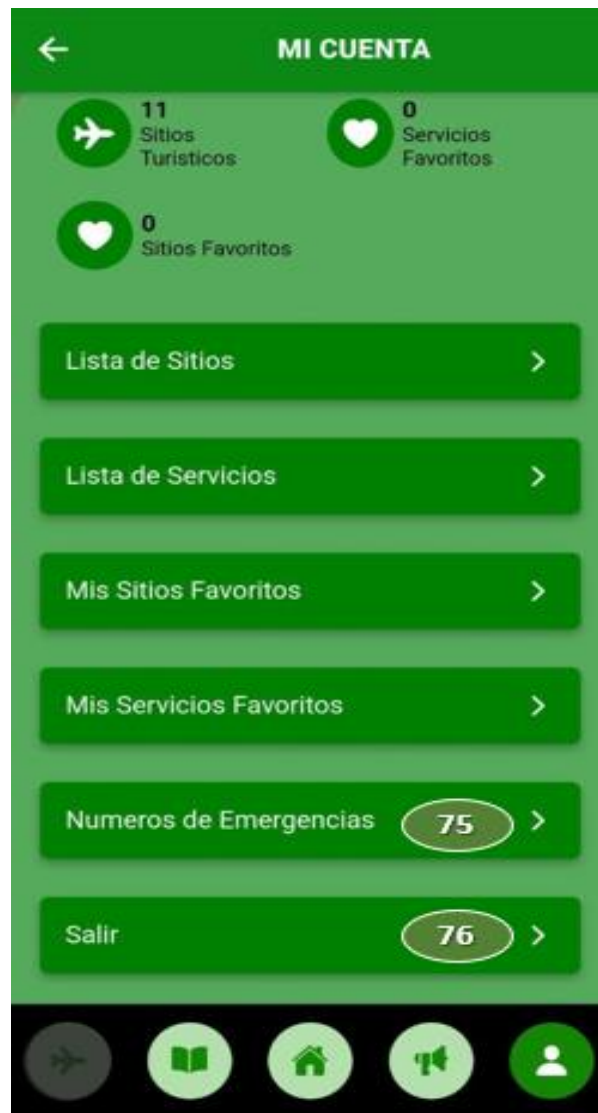 MI CUENTA
11
Sitios
Turisticos
0
Servicios
Favoritos
0
Sitios Favoritos
Lista de Sitios
Lista de Servicios
Mis Sitios Favoritos
Mis Servicios Favoritos
Numeros de Emergencias 75
Salir 76